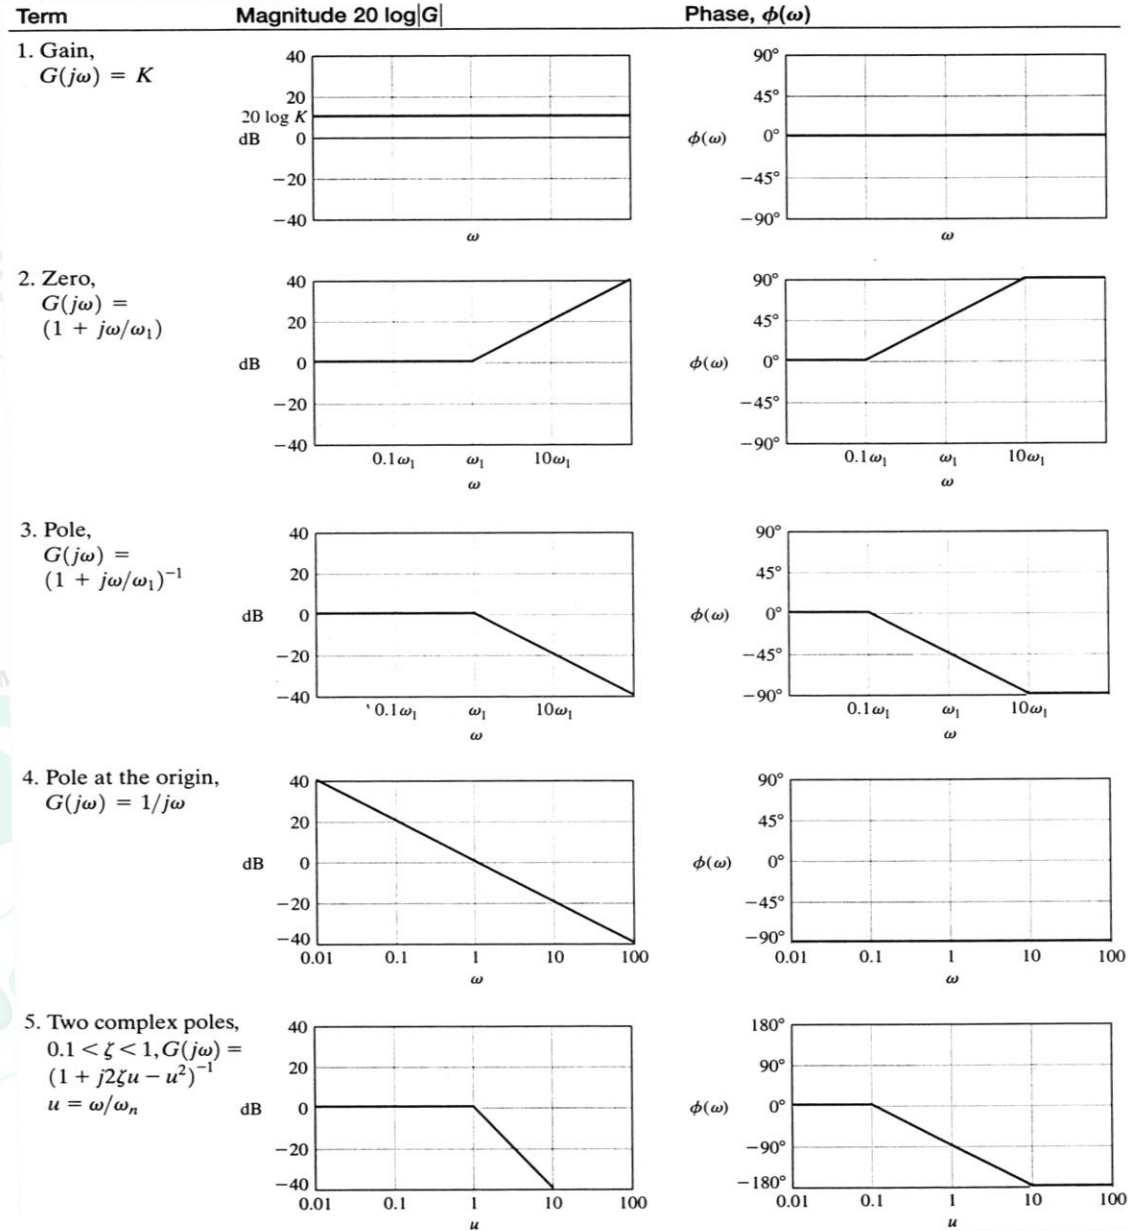 Term Magnitude 20 log|G| Phase, ϕ(ω)
1. Gain,
G(jω) = K
40
20
20 log K
dB 0
−20
−40
ω
90°
45°
ϕ(ω) 0°
−45°
−90°
ω
2. Zero,
G(jω) =
(1 + jω/ω₁)
40
20
dB 0
−20
−40
0.1ω₁ ω₁ 10ω₁
ω
90°
45°
ϕ(ω) 0°
−45°
−90°
0.1ω₁ ω₁ 10ω₁
ω
3. Pole,
G(jω) =
(1 + jω/ω₁)⁻¹
40
20
dB 0
−20
−40
0.1ω₁ ω₁ 10ω₁
ω
90°
45°
ϕ(ω) 0°
−45°
−90°
0.1ω₁ ω₁ 10ω₁
ω
4. Pole at the origin,
G(jω) = 1/jω
40
20
dB 0
−20
−40
0.01 0.1 1 10 100
ω
90°
45°
ϕ(ω) 0°
−45°
−90°
0.01 0.1 1 10 100
ω
5. Two complex poles,
0.1 < ζ < 1, G(jω) =
(1 + j2ζu − u²)⁻¹
u = ω/ωₙ
40
20
dB 0
−20
−40
0.01 0.1 1 10 100
u
180°
90°
ϕ(ω) 0°
−90°
−180°
0.01 0.1 1 10 100
u